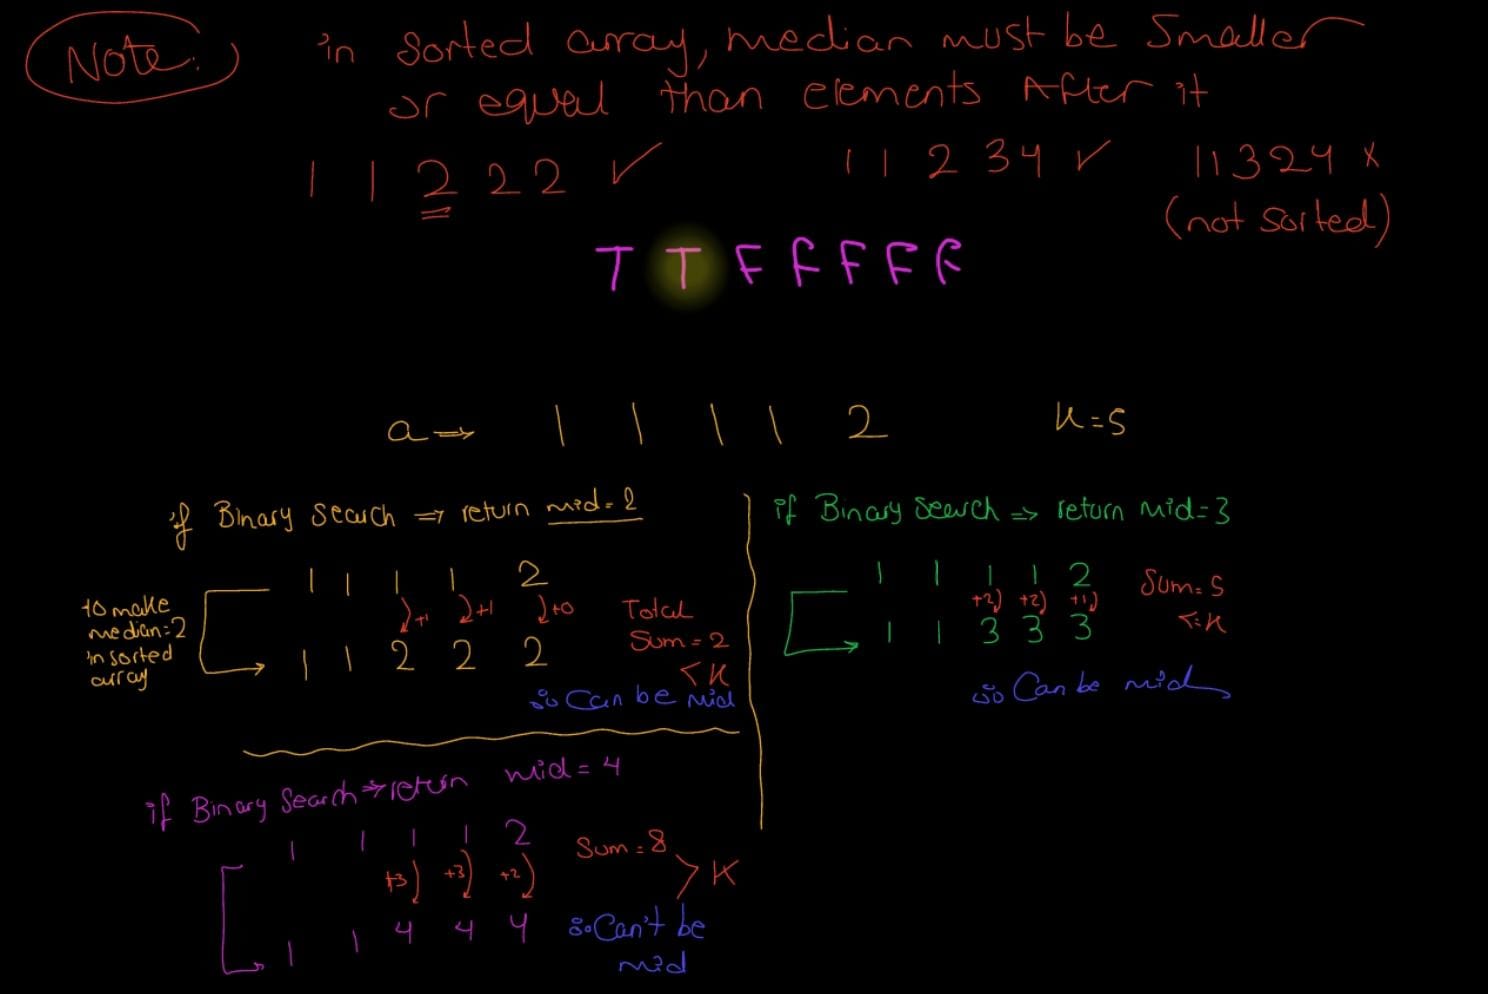 Note:
in Sorted array, median must be Smaller
or equal than elements After it
1 1 2 2 2 ✓
1 1 2 3 4 ✓
1 1 3 2 4 x
(not sorted)
T T F F F F F
a ⇒ 1 1 1 1 2 K=5
if Binary Search ⇒ return mid=2
1 1 1 1 2
+1 +1 +0
1 1 2 2 2
to make
median=2
in sorted
array
Total
Sum=2
<K
∴ Can be mid
if Binary Search ⇒ return mid=3
1 1 1 1 2
+2 +2 +1
1 1 3 3 3
Sum=5
<=K
∴ Can be mid
if Binary Search ⇒ return mid=4
1 1 1 1 2
+3 +3 +2
1 1 4 4 4
Sum=8
> K
∴ Can't be
mid